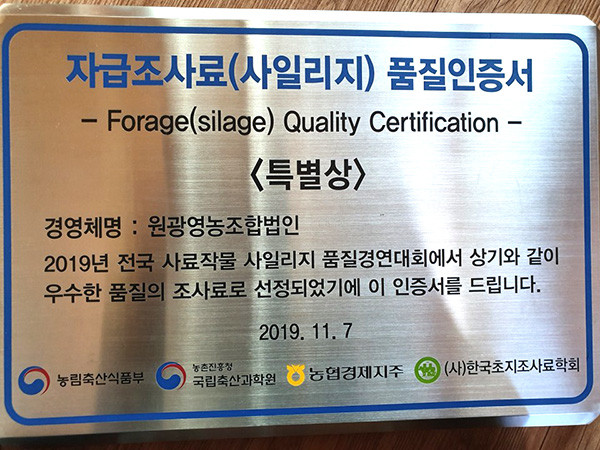 자급조사료(사일리지) 품질인증서
- Forage(silage) Quality Certification -
<특별상>
경영체명 : 원광영농조합법인
2019년 전국 사료작물 사일리지 품질경연대회에서 상기와 같이
우수한 품질의 조사료로 선정되었기에 이 인증서를 드립니다.
2019. 11. 7
농림축산식품부
농촌진흥청
국립축산과학원
농협경제지주
(사)한국초지조사료학회